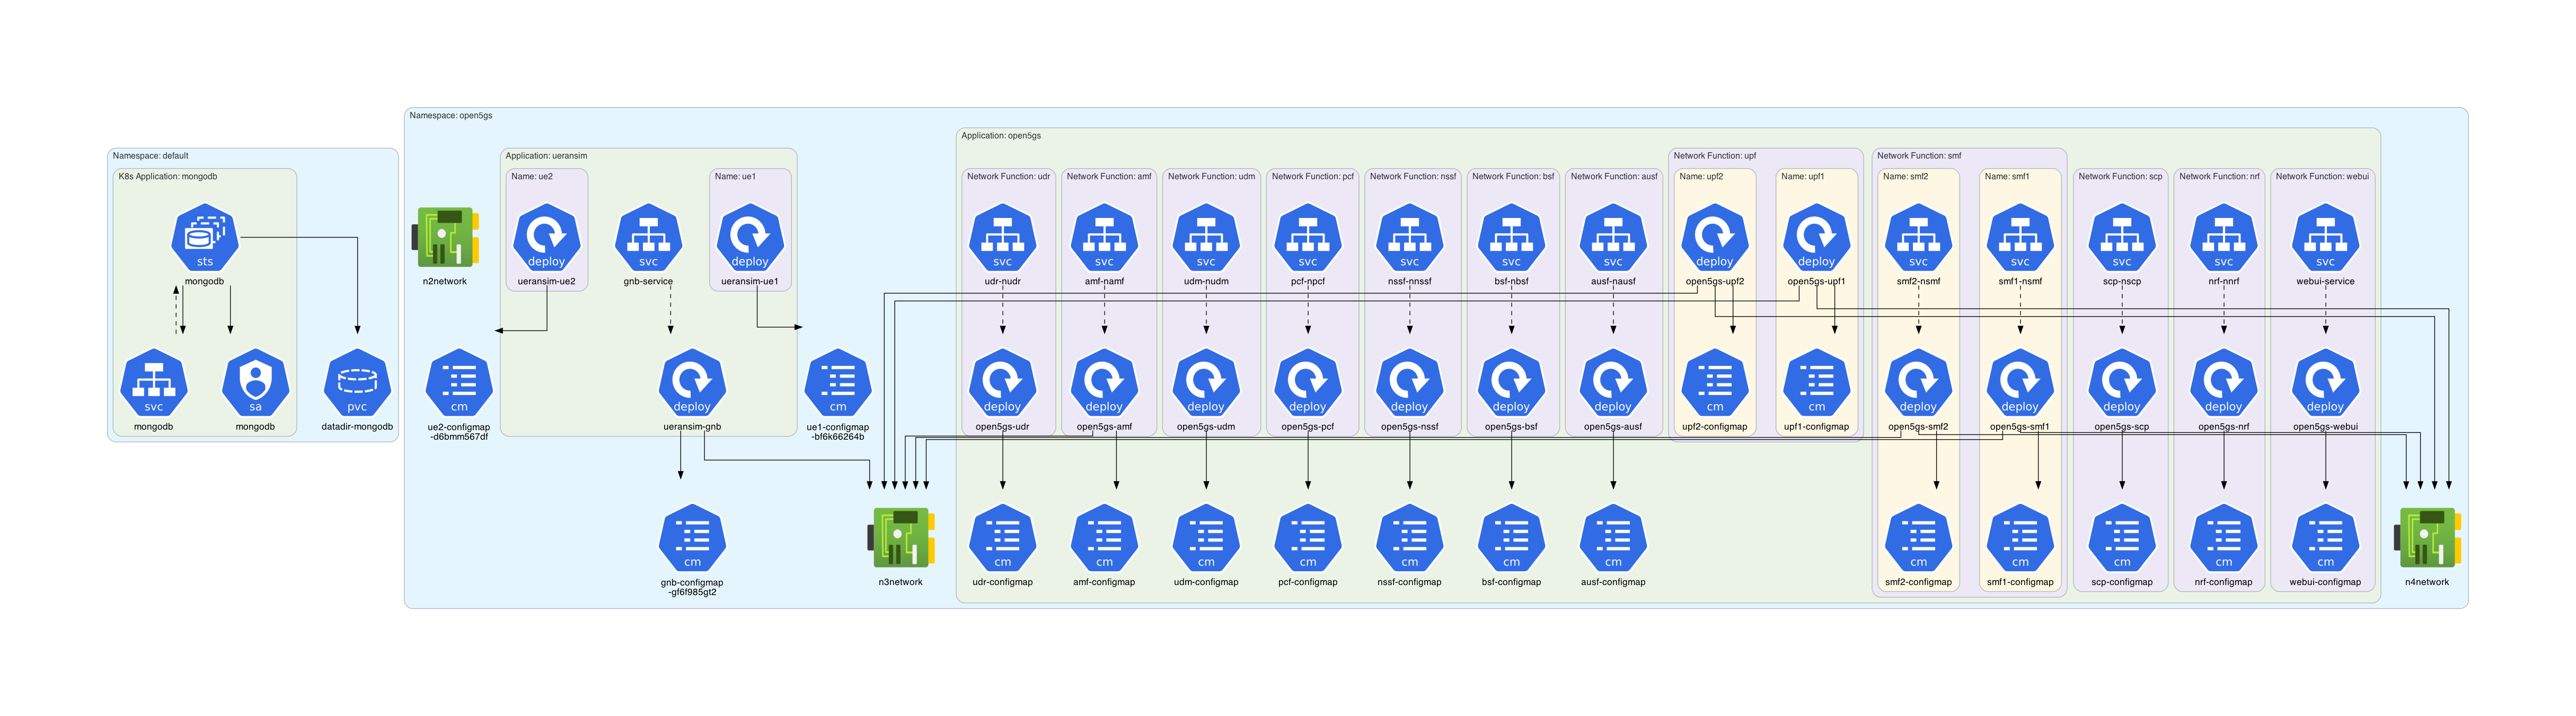 Namespace: open5gs
Application: open5gs
Namespace: default
Application: ueransim
Network Function: upf
Network Function: smf
K8s Application: mongodb
Name: ue2
Name: ue1
Network Function: udr
Network Function: amf
Network Function: udm
Network Function: pcf
Network Function: nssf
Network Function: bsf
Network Function: ausf
Name: upf2
Name: upf1
Name: smf2
Name: smf1
Network Function: scp
Network Function: nrf
Network Function: webui
sts
deploy
svc
deploy
svc
svc
svc
svc
svc
svc
svc
deploy
deploy
svc
svc
svc
svc
svc
mongodb
n2network
ueransim-ue2
gnb-service
ueransim-ue1
udr-nudr
amf-namf
udm-nudm
pcf-npcf
nssf-nnssf
bsf-nbsf
ausf-nausf
open5gs-upf2
open5gs-upf1
smf2-nsmf
smf1-nsmf
scp-nscp
nrf-nnrf
webui-service
svc
sa
pvc
cm
deploy
cm
deploy
deploy
deploy
deploy
deploy
deploy
deploy
cm
cm
deploy
deploy
deploy
deploy
deploy
mongodb
mongodb
datadir-mongodb
ue2-configmap
-d6bmm567df
ueransim-gnb
ue1-configmap
-bf6k66264b
open5gs-udr
open5gs-amf
open5gs-udm
open5gs-pcf
open5gs-nssf
open5gs-bsf
open5gs-ausf
upf2-configmap
upf1-configmap
open5gs-smf2
open5gs-smf1
open5gs-scp
open5gs-nrf
open5gs-webui
cm
cm
cm
cm
cm
cm
cm
cm
cm
cm
cm
cm
cm
gnb-configmap
-gf6f985gt2
n3network
udr-configmap
amf-configmap
udm-configmap
pcf-configmap
nssf-configmap
bsf-configmap
ausf-configmap
smf2-configmap
smf1-configmap
scp-configmap
nrf-configmap
webui-configmap
n4network